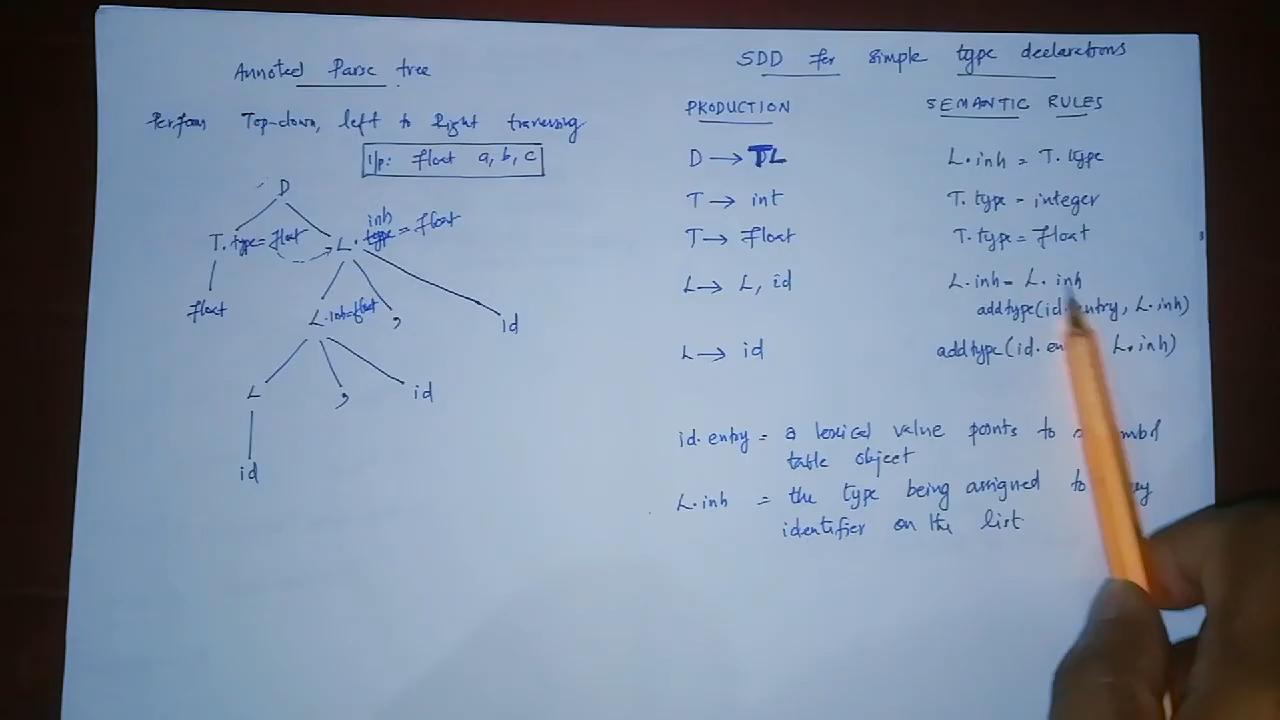 Annoted Parse tree
Perform Top-down, left to Right traversing
i/p: float a, b, c
D
T. type = float L. inh type = float
float L. inh = float , id
L , id
id
SDD for simple type declarations
PRODUCTION SEMANTIC RULES
D → TL L.inh = T.type
T → int T.type = integer
T → float T.type = float
L → L, id L.inh = L.inh
addtype(id.entry, L.inh)
L → id addtype(id.en L.inh)
id.entry = a lexical value points to
table object
L.inh = the type being assigned to
identifier on the list